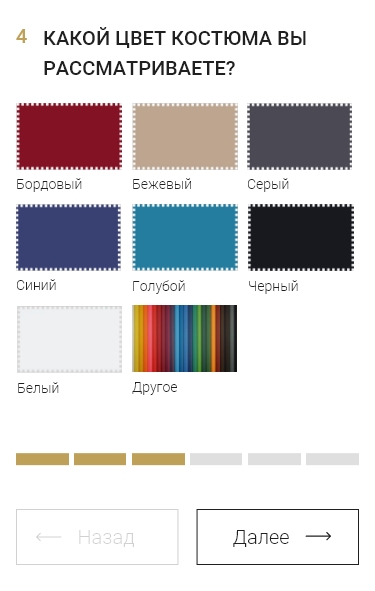 4 КАКОЙ ЦВЕТ КОСТЮМА ВЫ
РАССМАТРИВАЕТЕ?
Бордовый Бежевый Серый
Синий Голубой Черный
Белый Другое
Назад Далее